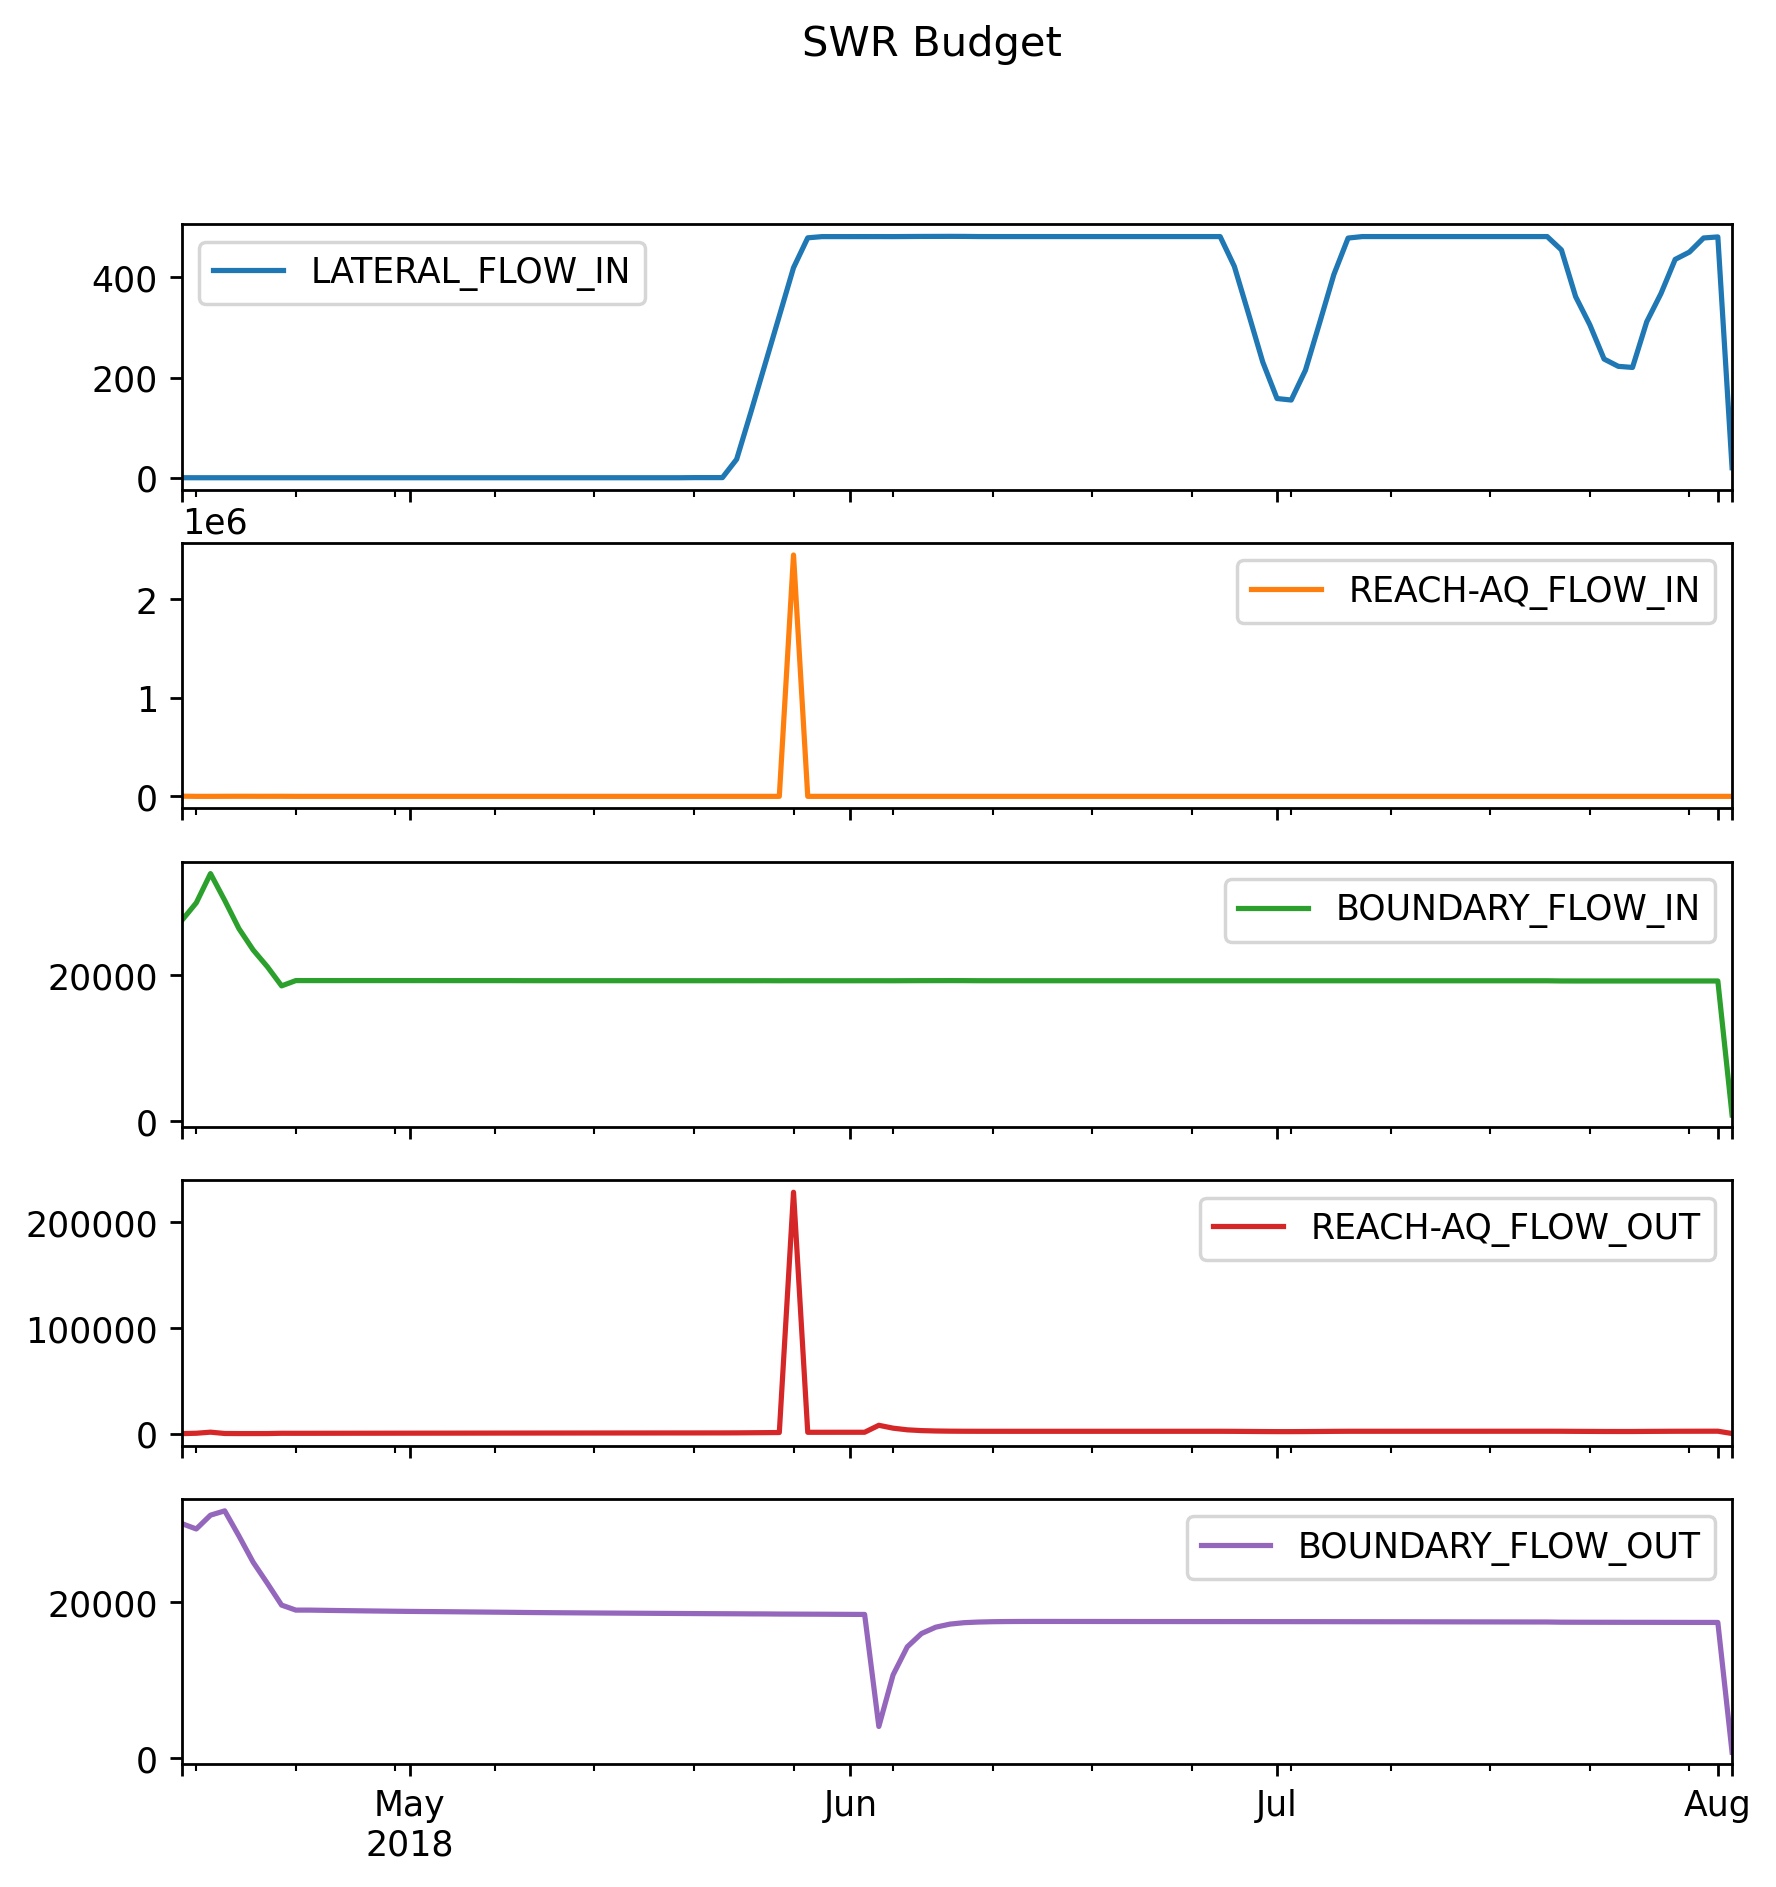 SWR Budget
LATERAL_FLOW_IN
400
200
0
1e6
REACH-AQ_FLOW_IN
2
1
0
BOUNDARY_FLOW_IN
20000
0
REACH-AQ_FLOW_OUT
200000
100000
0
BOUNDARY_FLOW_OUT
20000
0
May Jun Jul Aug
2018